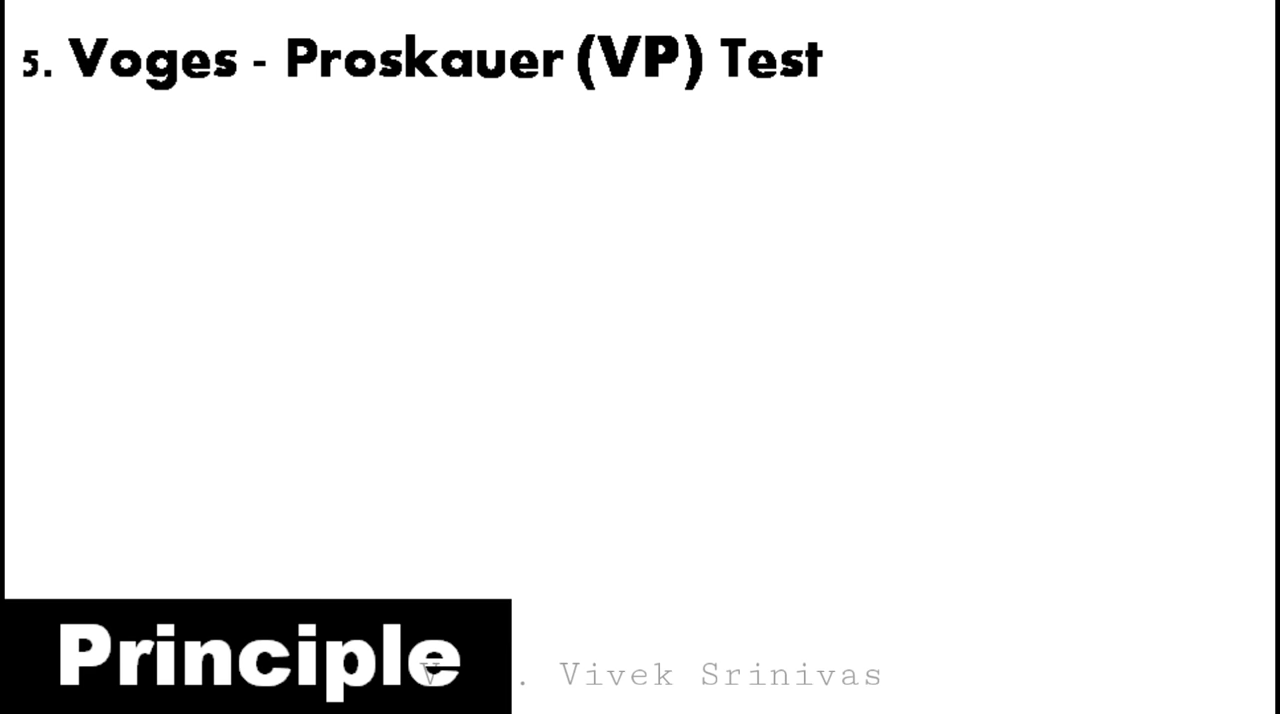 5. Voges - Proskauer (VP) Test
Principle
. Vivek Srinivas